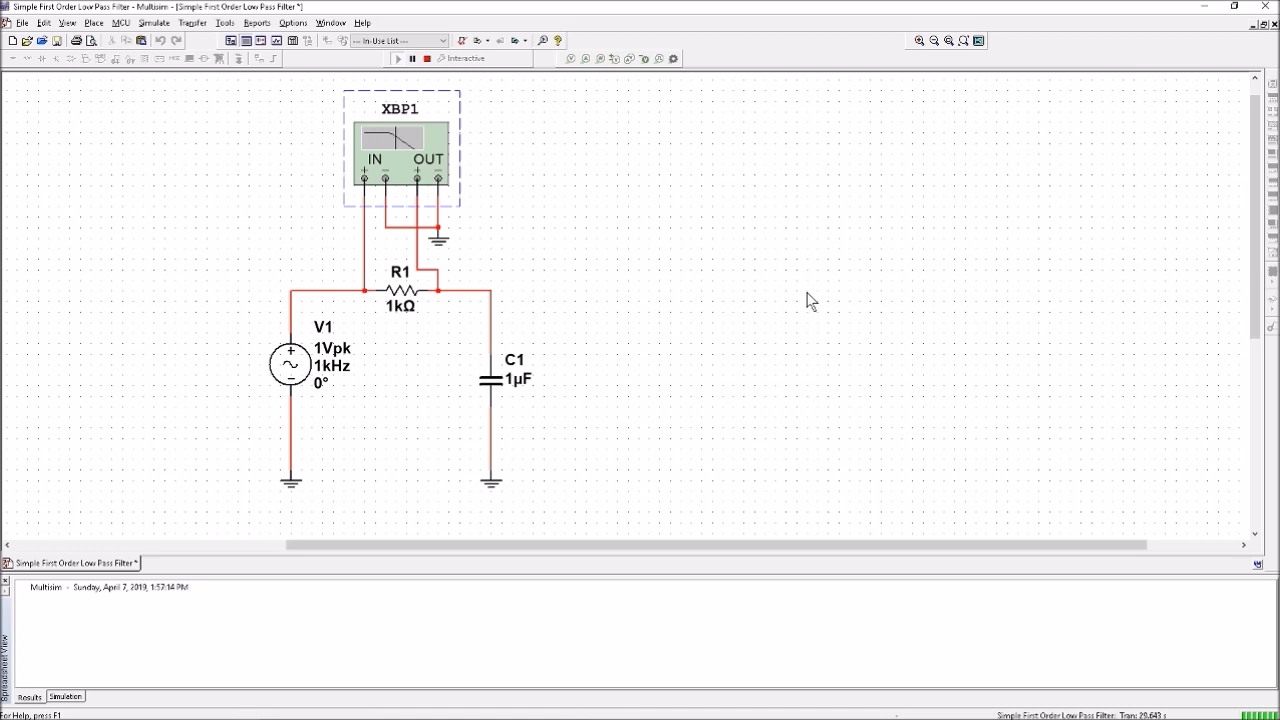 Simple First Order Low Pass Filter - Multisim - [Simple First Order Low Pass Filter *]
File Edit View Place MCU Simulate Transfer Tools Reports Options Window Help
--- In-Use List ---
Interactive
XBP1
IN OUT
+ − + −
R1
1kΩ
V1
1Vpk
1kHz
0°
C1
1µF
Simple First Order Low Pass Filter *
Multisim - Sunday, April 7, 2019, 1:57:14 PM
Spreadsheet View
Results Simulation
For Help, press F1
Simple First Order Low Pass Filter: Tran: 29.643 s